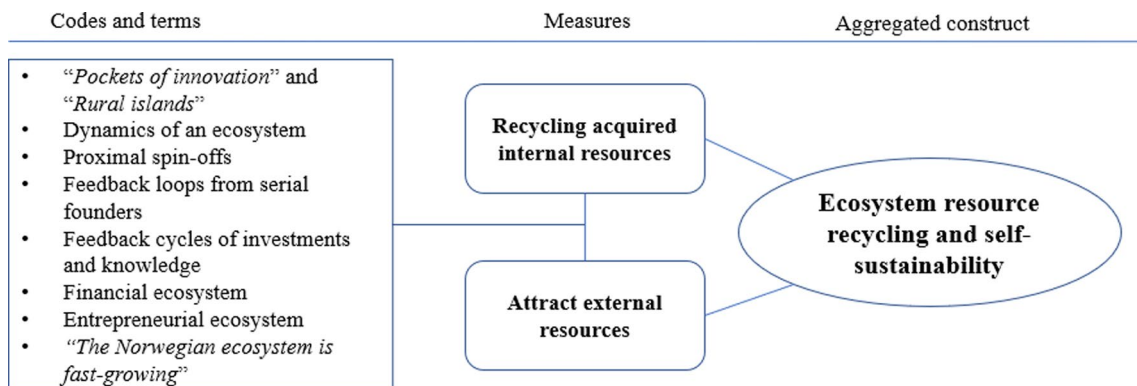 Codes and terms
Measures
Aggregated construct
• “Pockets of innovation” and
“Rural islands”
• Dynamics of an ecosystem
• Proximal spin-offs
• Feedback loops from serial
founders
• Feedback cycles of investments
and knowledge
• Financial ecosystem
• Entrepreneurial ecosystem
• “The Norwegian ecosystem is
fast-growing”
Recycling acquired
internal resources
Attract external
resources
Ecosystem resource
recycling and self-
sustainability